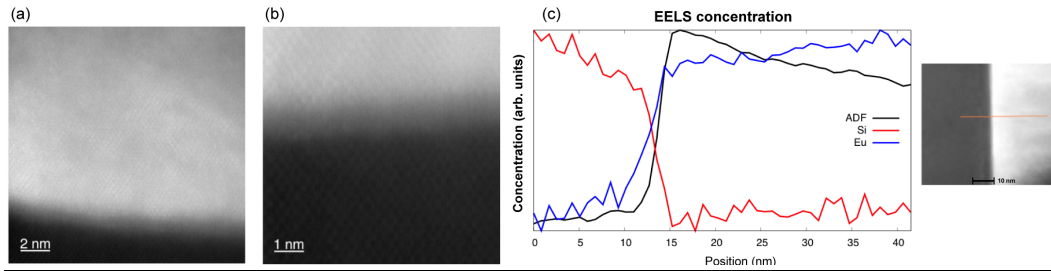 (a)
2 nm
(b)
1 nm
(c)
EELS concentration
Concentration (arb. units)
ADF
Si
Eu
0 5 10 15 20 25 30 35 40
Position (nm)
10 nm